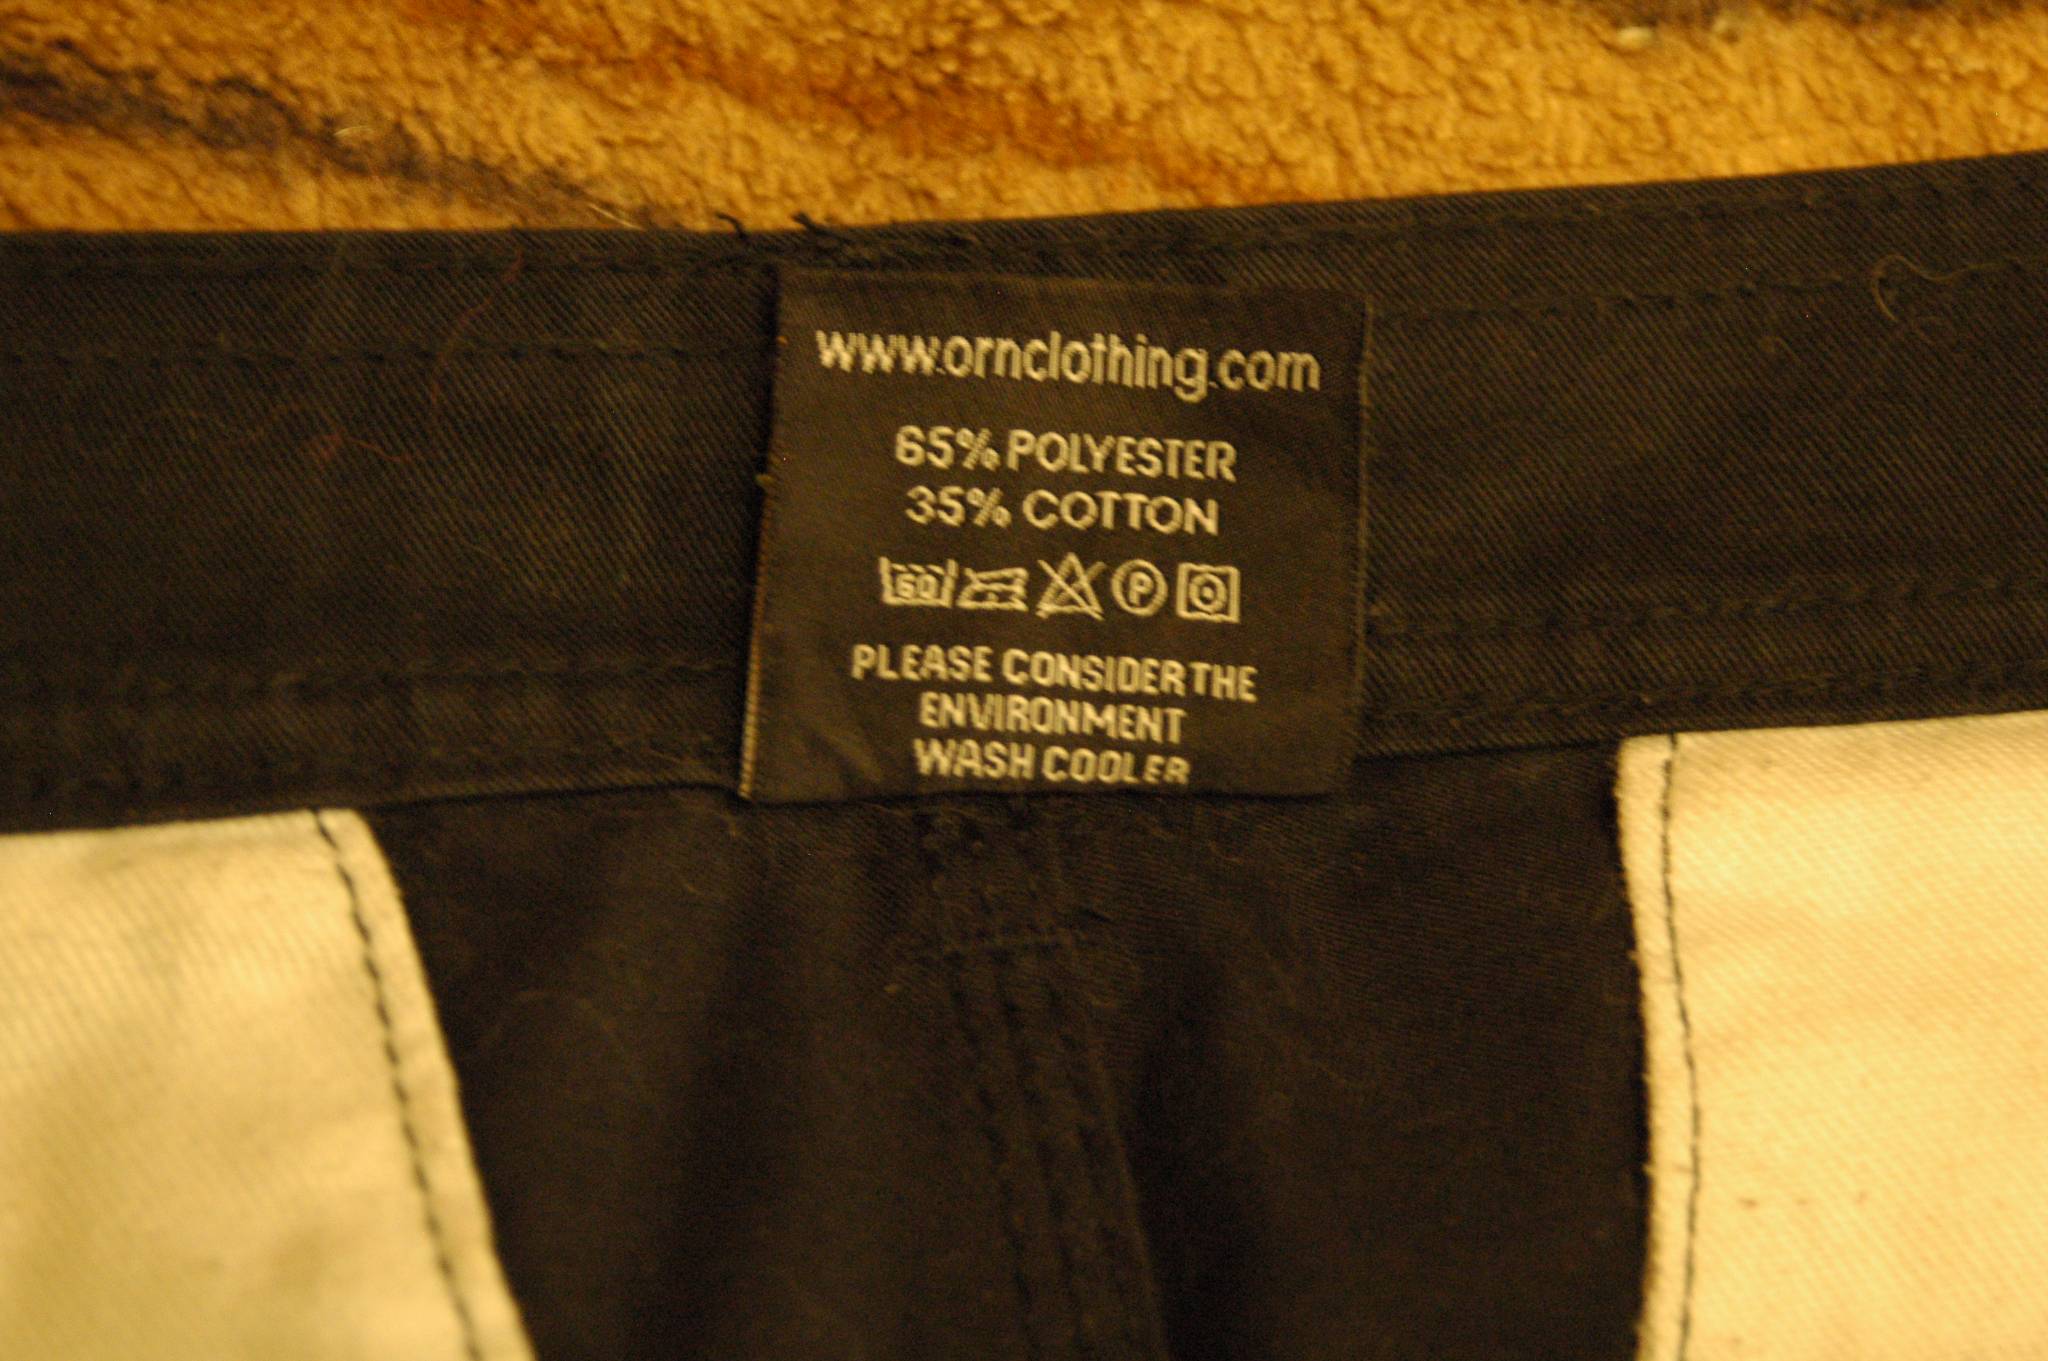 www.ornclothing.com
65% POLYESTER
35% COTTON
60 P
PLEASE CONSIDER THE
ENVIRONMENT
WASH COOLER